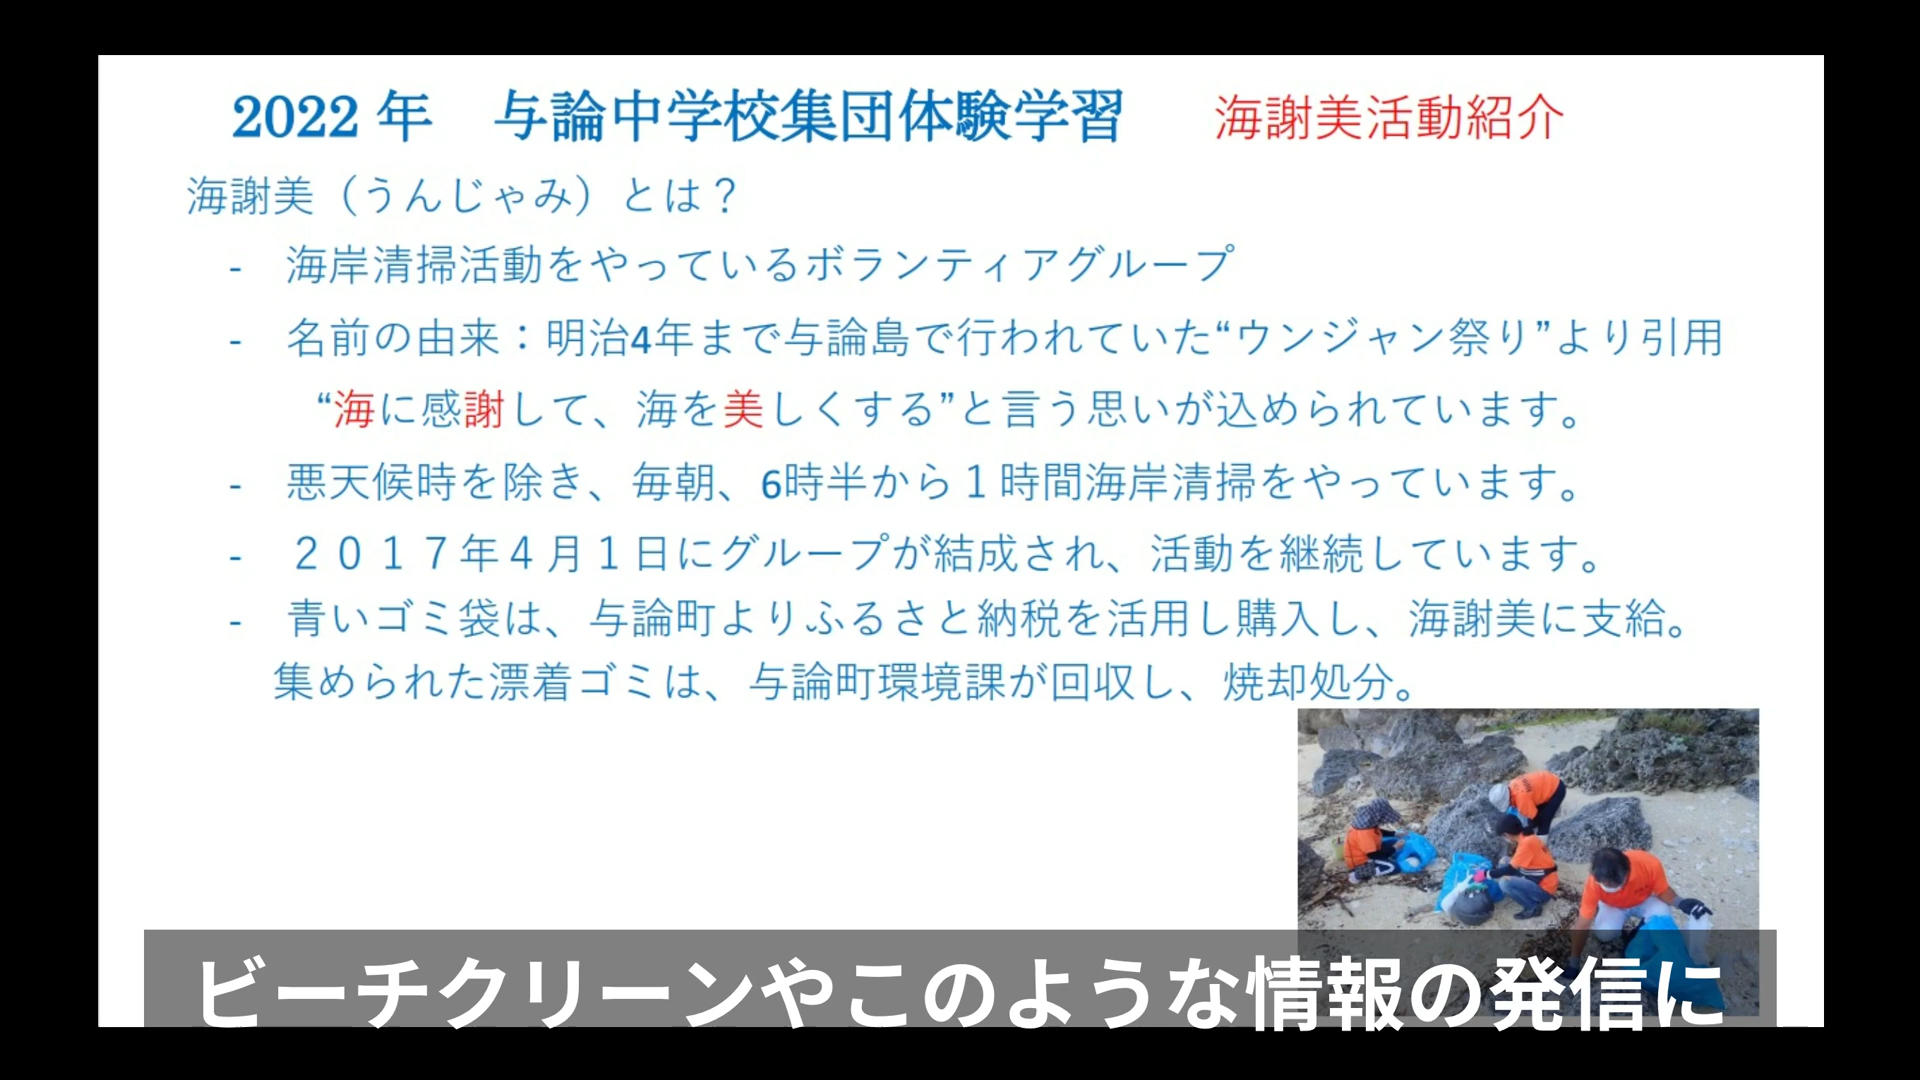 2022 年　与論中学校集団体験学習　海謝美活動紹介
海謝美（うんじゃみ）とは？
- 海岸清掃活動をやっているボランティアグループ
- 名前の由来：明治4年まで与論島で行われていた“ウンジャン祭り”より引用
“海に感謝して、海を美しくする”と言う思いが込められています。
- 悪天候時を除き、毎朝、6時半から１時間海岸清掃をやっています。
- ２０１７年４月１日にグループが結成され、活動を継続しています。
- 青いゴミ袋は、与論町よりふるさと納税を活用し購入し、海謝美に支給。
集められた漂着ゴミは、与論町環境課が回収し、焼却処分。
ビーチクリーンやこのような情報の発信に